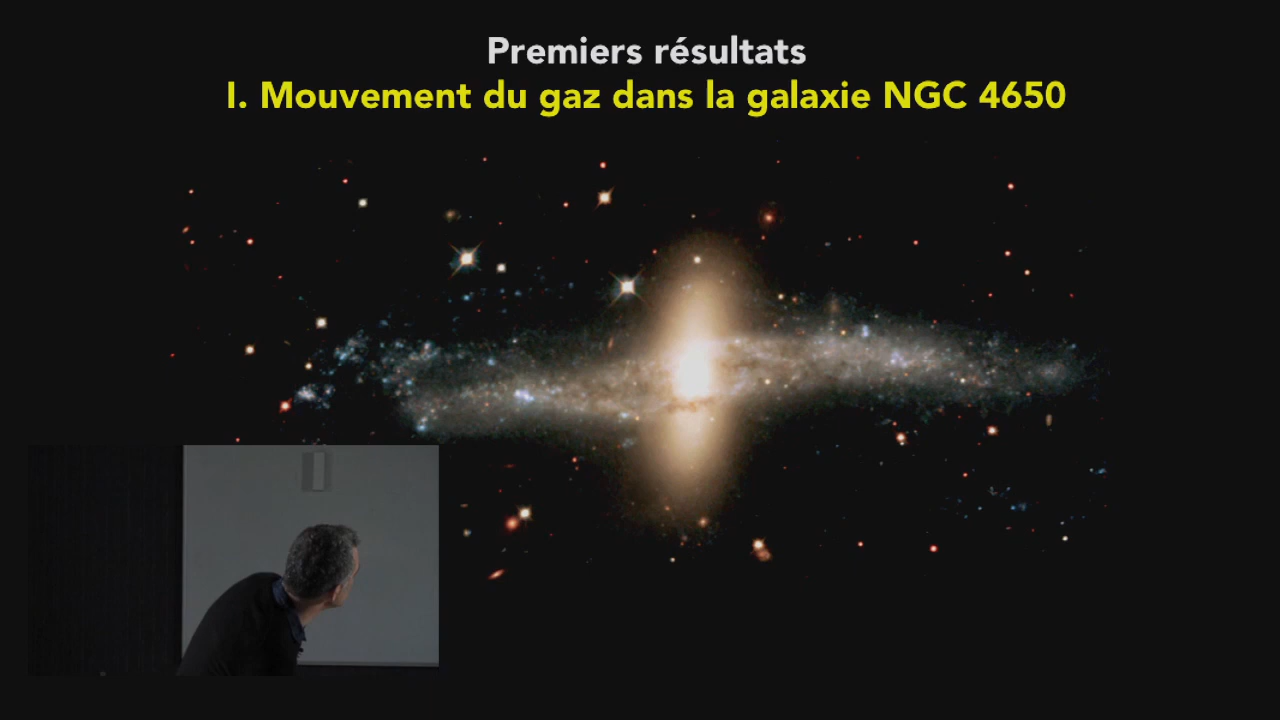 Premiers résultats
I. Mouvement du gaz dans la galaxie NGC 4650